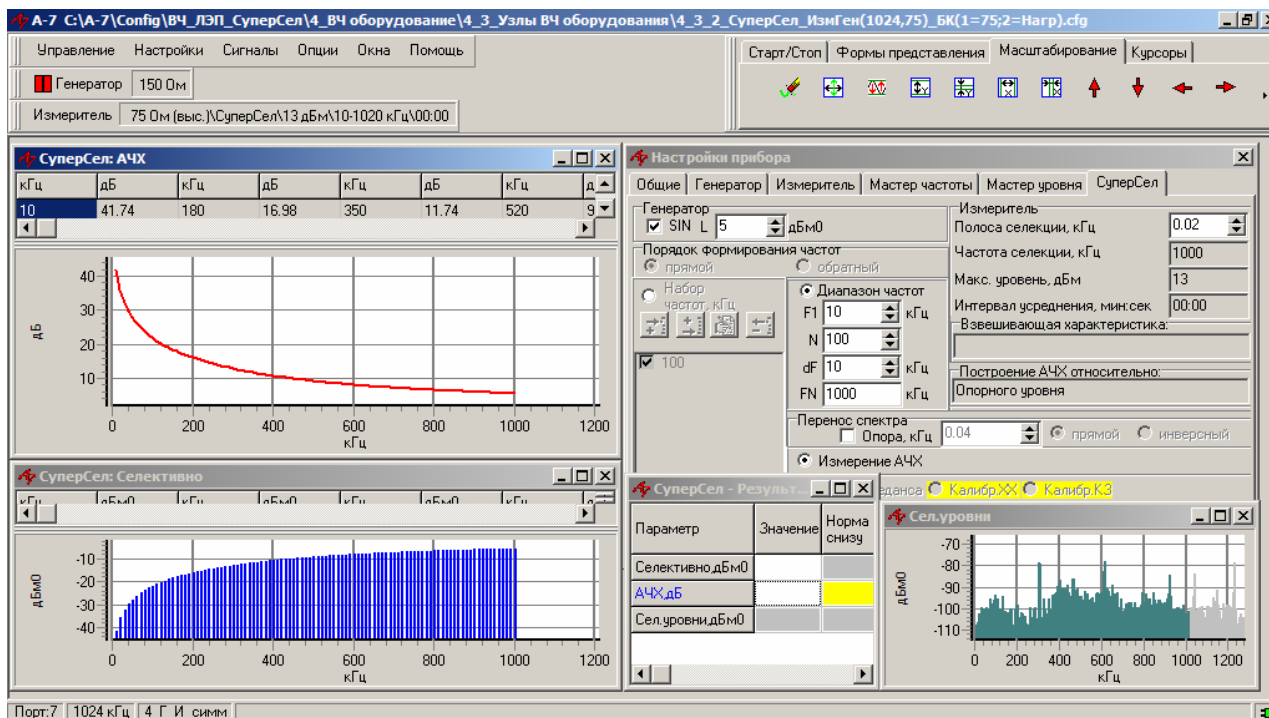 A-7 C:\A-7\Config\ВЧ_ЛЭП_СуперСел\4_ВЧ оборудование\4_3_Узлы ВЧ оборудования\4_3_2_СуперСел_ИзмГен(1024,75)_БК(1=75;2=Нагр).cfg
Управление Настройки Сигналы Опции Окна Помощь
Генератор 150 Ом
Измеритель 75 Ом (выс.)\СуперСел\13 дБм\10-1020 кГц\00:00
Старт/Стоп Формы представления Масштабирование Курсоры
СуперСел: АЧХ
кГц дБ кГц дБ кГц дБ кГц
10 41.74 180 16.98 350 11.74 520 9
дБ
40
30
20
10
0 200 400 600 800 1000 1200
кГц
СуперСел: Селективно
кГц дБм0 кГц дБм0 кГц дБм0 кГц
дБм0
-10
-20
-30
-40
0 200 400 600 800 1000 1200
кГц
Настройки прибора
Общие Генератор Измеритель Мастер частоты Мастер уровня СуперСел
Генератор
SIN L 5 дБм0
Порядок формирования частот
прямой обратный
Набор частот, кГц
100
Диапазон частот
F1 10 кГц
N 100
dF 10 кГц
FN 1000 кГц
Измеритель
Полоса селекции, кГц 0.02
Частота селекции, кГц 1000
Макс. уровень, дБм 13
Интервал усреднения, мин:сек 00:00
Взвешивающая характеристика:
Построение АЧХ относительно:
Опорного уровня
Перенос спектра
Опора, кГц 0.04 прямой инверсный
Измерение АЧХ
еданса Калибр.ХХ Калибр.КЗ
СуперСел - Результ...
Параметр Значение Норма снизу
Селективно,дБм0
АЧХ,дБ
Сел.уровни,дБм0
Сел.уровни
дБм0
-70
-80
-90
-100
-110
0 200 400 600 800 1000 1200
кГц
Порт:7 1024 кГц 4 Г И симм